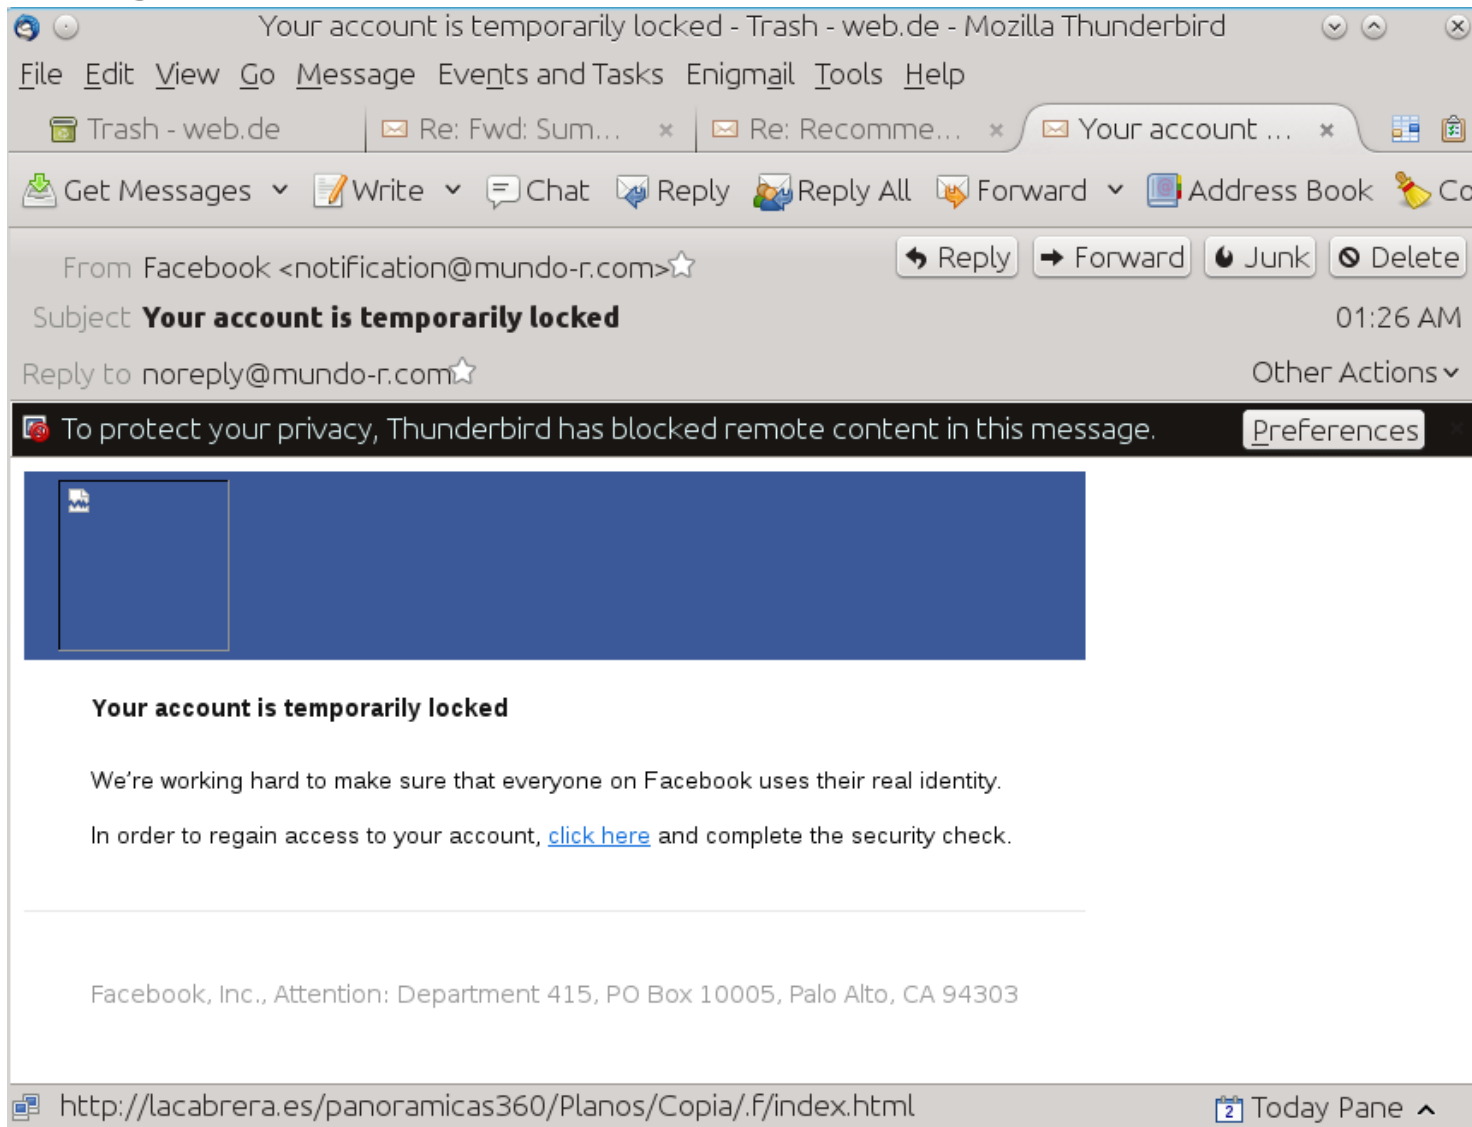 Your account is temporarily locked - Trash - web.de - Mozilla Thunderbird
File Edit View Go Message Events and Tasks Enigmail Tools Help
Trash - web.de Re: Fwd: Sum... Re: Recomme... Your account ...
Get Messages Write Chat Reply Reply All Forward Address Book Co
From Facebook <notification@mundo-r.com> Reply Forward Junk Delete
Subject Your account is temporarily locked 01:26 AM
Reply to noreply@mundo-r.com Other Actions
To protect your privacy, Thunderbird has blocked remote content in this message. Preferences
Your account is temporarily locked
We're working hard to make sure that everyone on Facebook uses their real identity.
In order to regain access to your account, click here and complete the security check.
Facebook, Inc., Attention: Department 415, PO Box 10005, Palo Alto, CA 94303
http://lacabrera.es/panoramicas360/Planos/Copia/.f/index.html 2 Today Pane